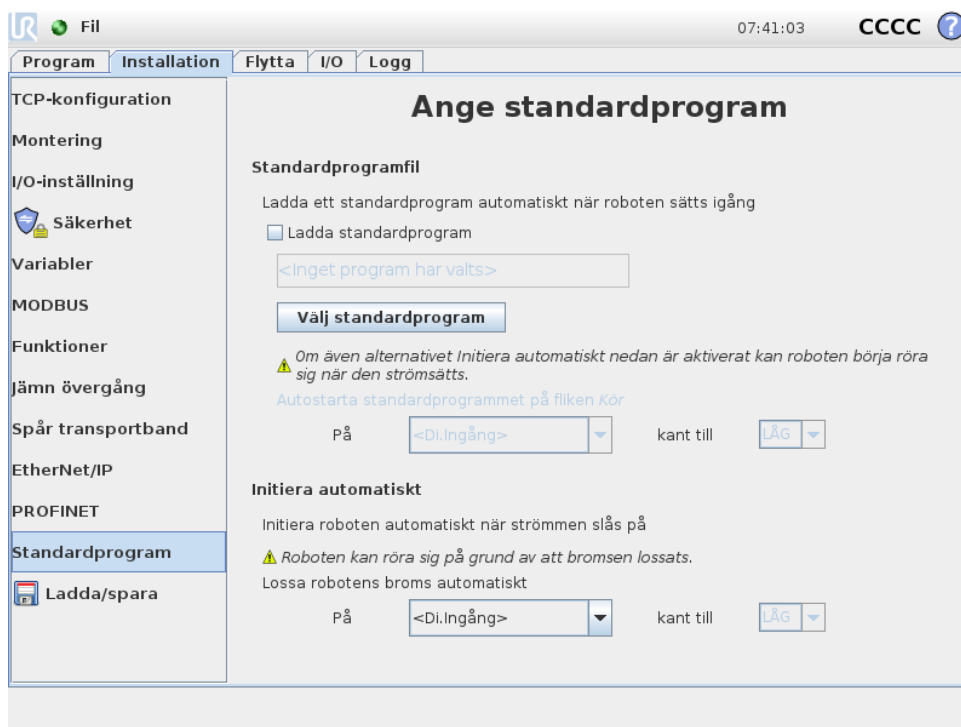 UR Fil 07:41:03 CCCC ?
Program Installation Flytta I/O Logg
TCP-konfiguration
Montering
I/O-inställning
Säkerhet
Variabler
MODBUS
Funktioner
Jämn övergång
Spår transportband
EtherNet/IP
PROFINET
Standardprogram
Ladda/spara
Ange standardprogram
Standardprogramfil
Ladda ett standardprogram automatiskt när roboten sätts igång
Ladda standardprogram
<Inget program har valts>
Välj standardprogram
Om även alternativet Initiera automatiskt nedan är aktiverat kan roboten börja röra
sig när den strömsätts.
Autostarta standardprogrammet på fliken Kör
På <Di.Ingång> kant till LÅG
Initiera automatiskt
Initiera roboten automatiskt när strömmen slås på
Roboten kan röra sig på grund av att bromsen lossats.
Lossa robotens broms automatiskt
På <Di.Ingång> kant till LÅG